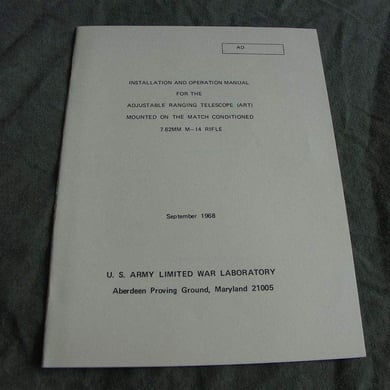 AD
INSTALLATION AND OPERATION MANUAL
FOR THE
ADJUSTABLE RANGING TELESCOPE (ART)
MOUNTED ON THE MATCH CONDITIONED
7.62MM M-14 RIFLE
September 1968
U. S. ARMY LIMITED WAR LABORATORY
Aberdeen Proving Ground, Maryland 21005